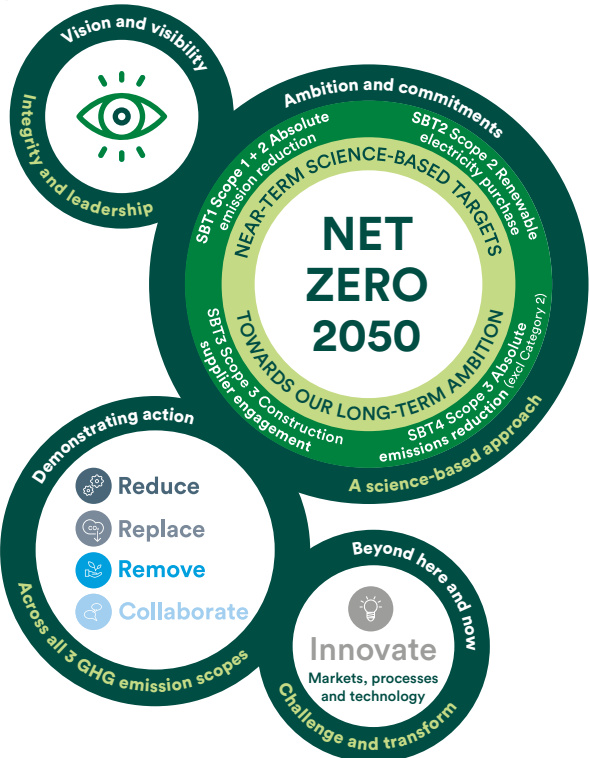 Vision and visibility
Integrity and leadership
Ambition and commitments
SBT1 Scope 1 + 2 Absolute
emission reduction
SBT2 Scope 2 Renewable
electricity purchase
NEAR-TERM SCIENCE-BASED TARGETS
NET
ZERO
2050
TOWARDS OUR LONG-TERM AMBITION
SBT3 Scope 3 Construction
supplier engagement
SBT4 Scope 3 Absolute
emissions reduction (excl Category 2)
A science-based approach
Demonstrating action
Reduce
CO₂
Replace
Remove
Collaborate
Across all 3 GHG emission scopes
Beyond here and now
Innovate
Markets, processes
and technology
Challenge and transform